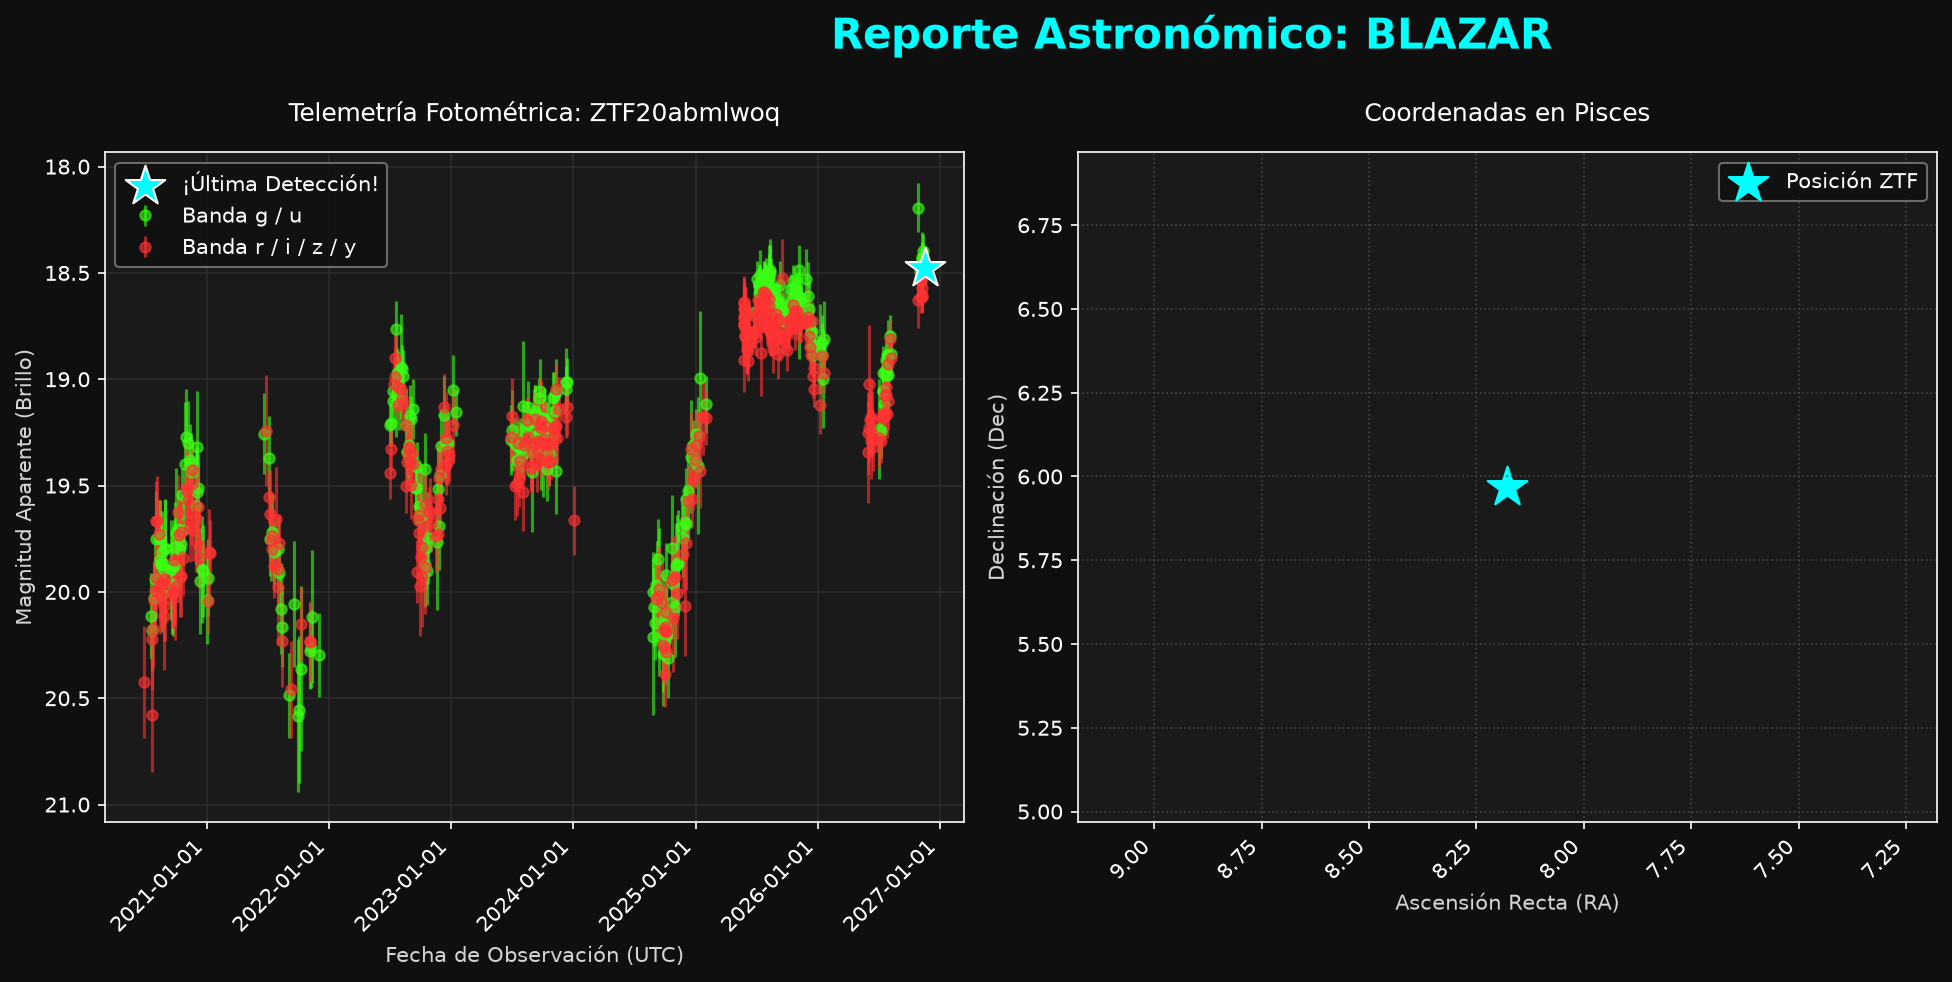 Reporte Astronómico: BLAZAR
Telemetría Fotométrica: ZTF20abmlwoq
¡Última Detección!
Banda g / u
Banda r / i / z / y
Magnitud Aparente (Brillo)
18.0
18.5
19.0
19.5
20.0
20.5
21.0
2021-01-01
2022-01-01
2023-01-01
2024-01-01
2025-01-01
2026-01-01
2027-01-01
Fecha de Observación (UTC)
Coordenadas en Pisces
Posición ZTF
Declinación (Dec)
6.75
6.50
6.25
6.00
5.75
5.50
5.25
5.00
9.00
8.75
8.50
8.25
8.00
7.75
7.50
7.25
Ascensión Recta (RA)